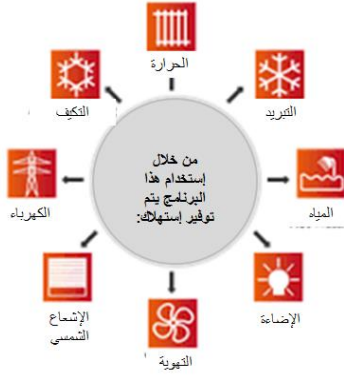 الحرارة
التبريد
المياه
الإضاءة
التهوية
الإشعاع
الشمسي
الكهرباء
التكيف
من خلال
إستخدام هذا
البرنامج يتم
توفير إستهلاك: